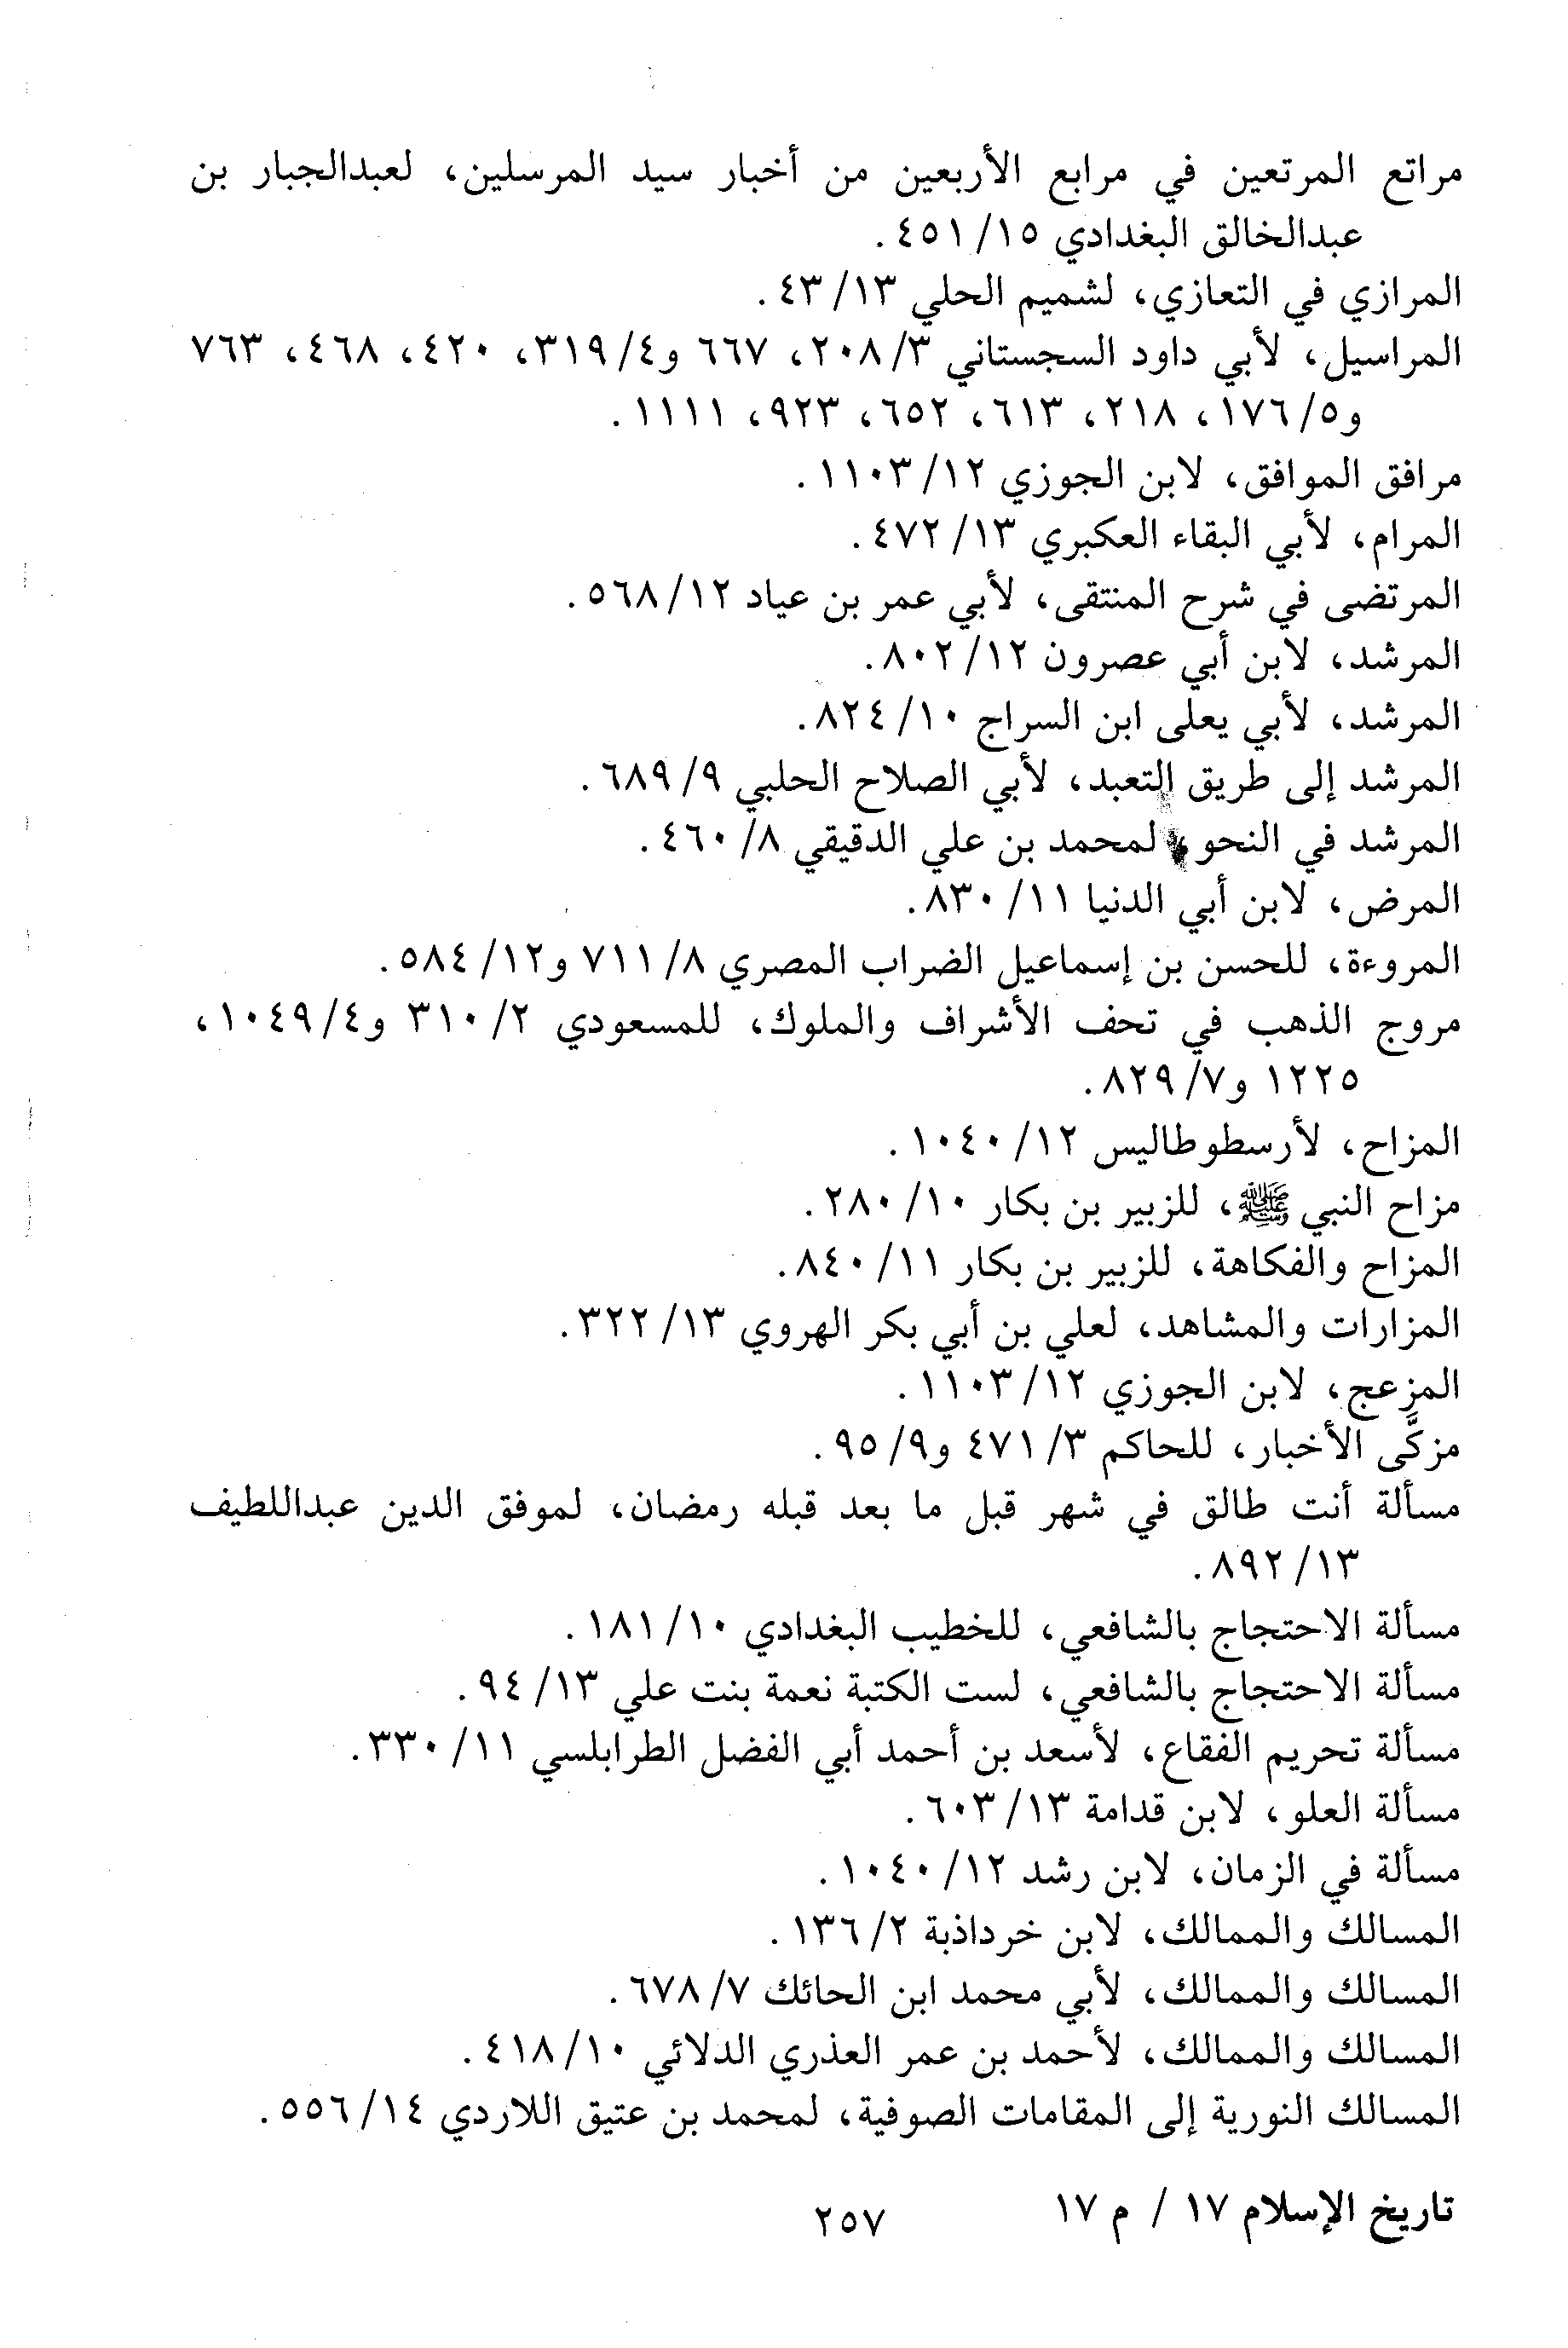 مراتع المرتعين في مرابع الأربعين من أخبار سيد المرسلين، لعبدالجبار بن
عبدالخالق البغدادي ١٥/ ٤٥١.
المرازي في التعازي، لشميم الحلي ١٣/ ٤٣.
المراسيل، لأبي داود السجستاني ٣/ ٢٠٨، ٦٦٧ و٤/ ٣١٩، ٤٢٠، ٤٦٨، ٧٦٣
و٥/ ١٧٦، ٢١٨، ٦١٣، ٦٥٢، ٩٢٣، ١١١١.
مرافق الموافق، لابن الجوزي ١٢/ ١١٠٣.
المرام، لأبي البقاء العكبري ١٣/ ٤٧٢.
المرتضى في شرح المنتقى، لأبي عمر بن عياد ١٢/ ٥٦٨.
المرشد، لابن أبي عصرون ١٢/ ٨٠٢.
المرشد، لأبي يعلى ابن السراج ١٠/ ٨٢٤.
المرشد إلى طريق التعبد، لأبي الصلاح الحلبي ٩/ ٦٨٩.
المرشد في النحو، لمحمد بن علي الدقيقي ٨/ ٤٦٠.
المرض، لابن أبي الدنيا ١١/ ٨٣٠.
المروءة، للحسن بن إسماعيل الضراب المصري ٨/ ٧١١ و١٢/ ٥٨٤.
مروج الذهب في تحف الأشراف والملوك، للمسعودي ٢/ ٣١٠ و٤/ ١٠٤٩،
١٢٢٥ و٧/ ٨٢٩.
المزاح، لأرسطوطاليس ١٢/ ١٠٤٠.
مزاح النبي ﷺ، للزبير بن بكار ١٠/ ٢٨٠.
المزاح والفكاهة، للزبير بن بكار ١١/ ٨٤٠.
المزارات والمشاهد، لعلي بن أبي بكر الهروي ١٣/ ٣٢٢.
المزعج، لابن الجوزي ١٢/ ١١٠٣.
مزكَّى الأخبار، للحاكم ٣/ ٤٧١ و٩/ ٩٥.
مسألة أنت طالق في شهر قبل ما بعد قبله رمضان، لموفق الدين عبداللطيف
١٣/ ٨٩٢.
مسألة الاحتجاج بالشافعي، للخطيب البغدادي ١٠/ ١٨١.
مسألة الاحتجاج بالشافعي، لست الكتبة نعمة بنت علي ١٣/ ٩٤.
مسألة تحريم الفقاع، لأسعد بن أحمد أبي الفضل الطرابلسي ١١/ ٣٣٠.
مسألة العلو، لابن قدامة ١٣/ ٦٠٣.
مسألة في الزمان، لابن رشد ١٢/ ١٠٤٠.
المسالك والممالك، لابن خرداذبة ٢/ ١٣٦.
المسالك والممالك، لأبي محمد ابن الحائك ٧/ ٦٧٨.
المسالك والممالك، لأحمد بن عمر العذري الدلائي ١٠/ ٤١٨.
المسالك النورية إلى المقامات الصوفية، لمحمد بن عتيق اللاردي ١٤/ ٥٥٦.
تاريخ الإسلام ١٧ / م ١٧
٢٥٧